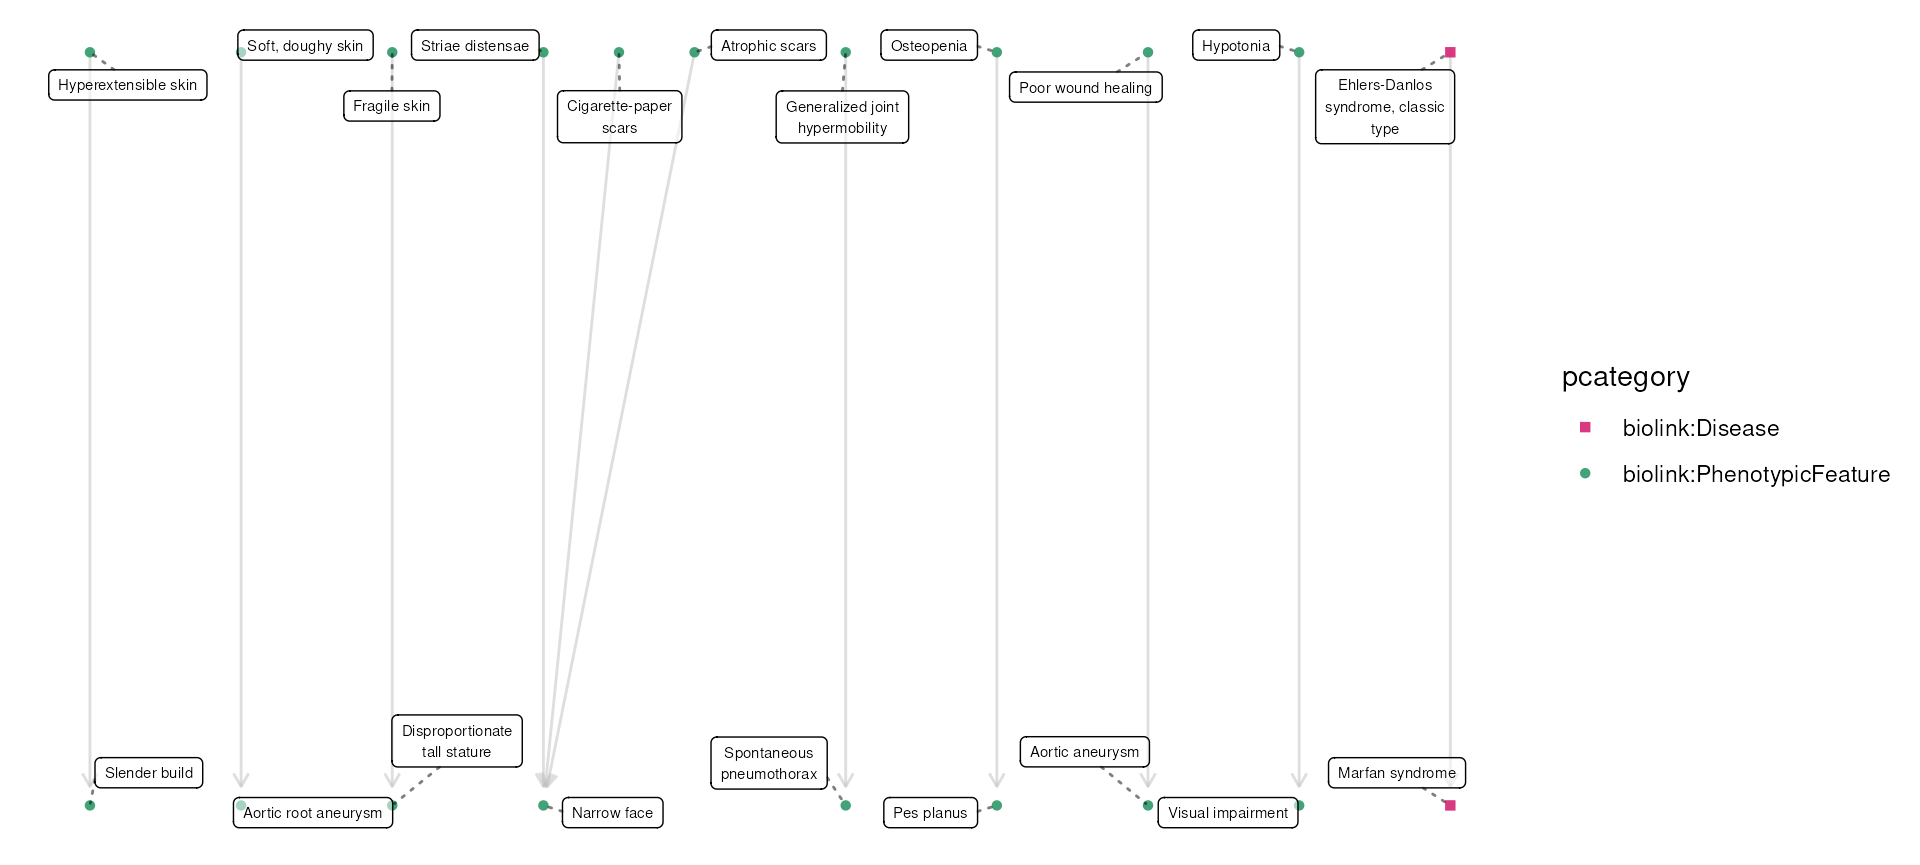 Soft, doughy skin
Striae distensae
Atrophic scars
Osteopenia
Hypotonia
Hyperextensible skin
Fragile skin
Cigarette-paper
scars
Generalized joint
hypermobility
Poor wound healing
Ehlers-Danlos
syndrome, classic
type
pcategory
biolink:Disease
biolink:PhenotypicFeature
Slender build
Aortic root aneurysm
Disproportionate
tall stature
Narrow face
Spontaneous
pneumothorax
Pes planus
Aortic aneurysm
Visual impairment
Marfan syndrome